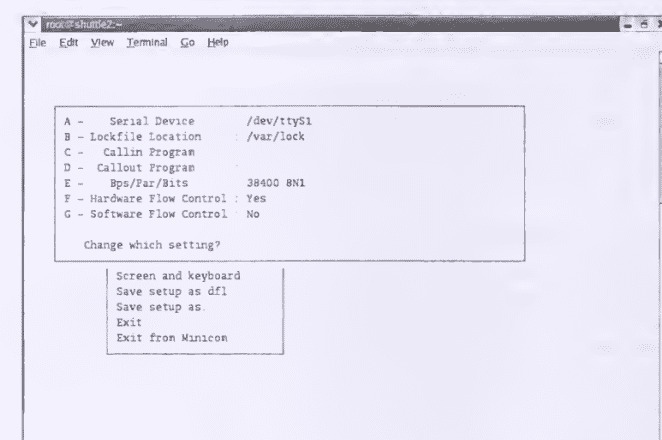 root@shuttle2:~
File Edit View Terminal Go Help
A - Serial Device /dev/ttyS1
B - Lockfile Location : /var/lock
C - Callin Program
D - Callout Program
E - Bps/Par/Bits 38400 8N1
F - Hardware Flow Control : Yes
G - Software Flow Control : No
Change which setting?
Screen and keyboard
Save setup as dfl
Save setup as.
Exit
Exit from Minicom